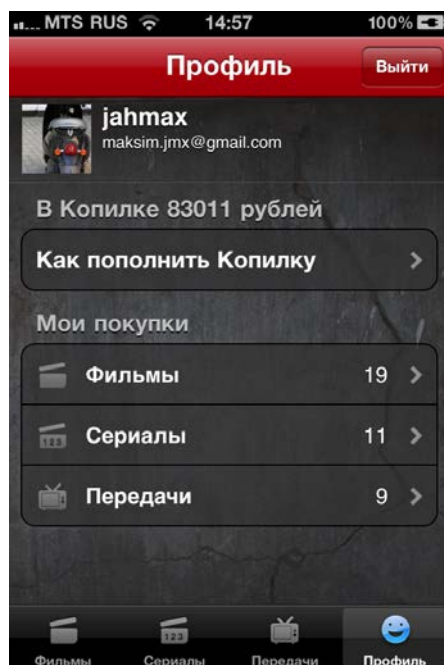 MTS RUS 14:57 100%
Профиль Выйти
jahmax
maksim.jmx@gmail.com
В Копилке 83011 рублей
Как пополнить Копилку
Мои покупки
Фильмы 19
123 Сериалы 11
Передачи 9
123
Фильмы Сериалы Передачи Профиль